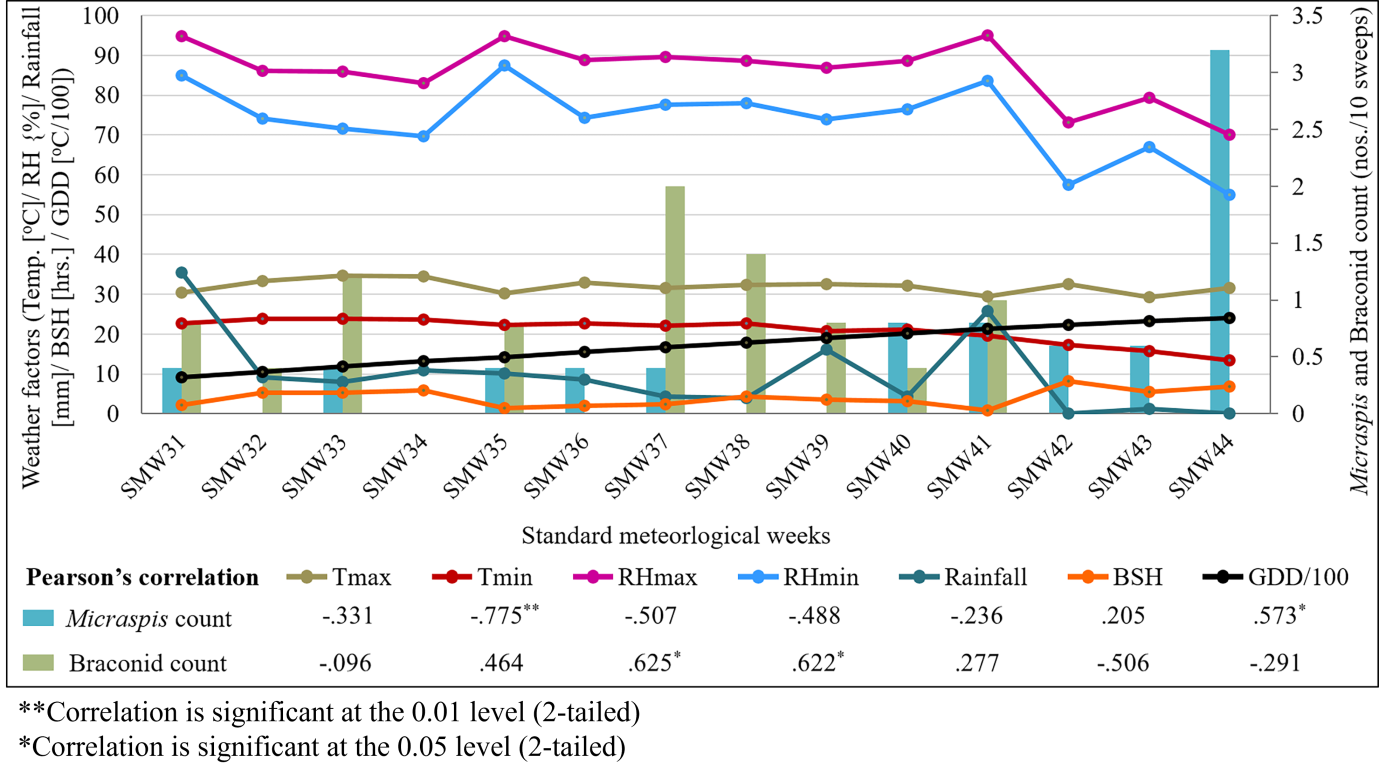 Weather factors (Temp. [ºC]/ RH {%]/ Rainfall
[mm]/ BSH [hrs.] / GDD [ºC/100])
100
90
80
70
60
50
40
30
20
10
0
3.5
3
2.5
2
1.5
1
0.5
0
Micraspis and Braconid count (nos./10 sweeps)
SMW31 SMW32 SMW33 SMW34 SMW35 SMW36 SMW37 SMW38 SMW39 SMW40 SMW41 SMW42 SMW43 SMW44
Standard meteorlogical weeks
Pearson's correlation Tmax Tmin RHmax RHmin Rainfall BSH GDD/100
Micraspis count -.331 -.775** -.507 -.488 -.236 .205 .573*
Braconid count -.096 .464 .625* .622* .277 -.506 -.291
**Correlation is significant at the 0.01 level (2-tailed)
*Correlation is significant at the 0.05 level (2-tailed)